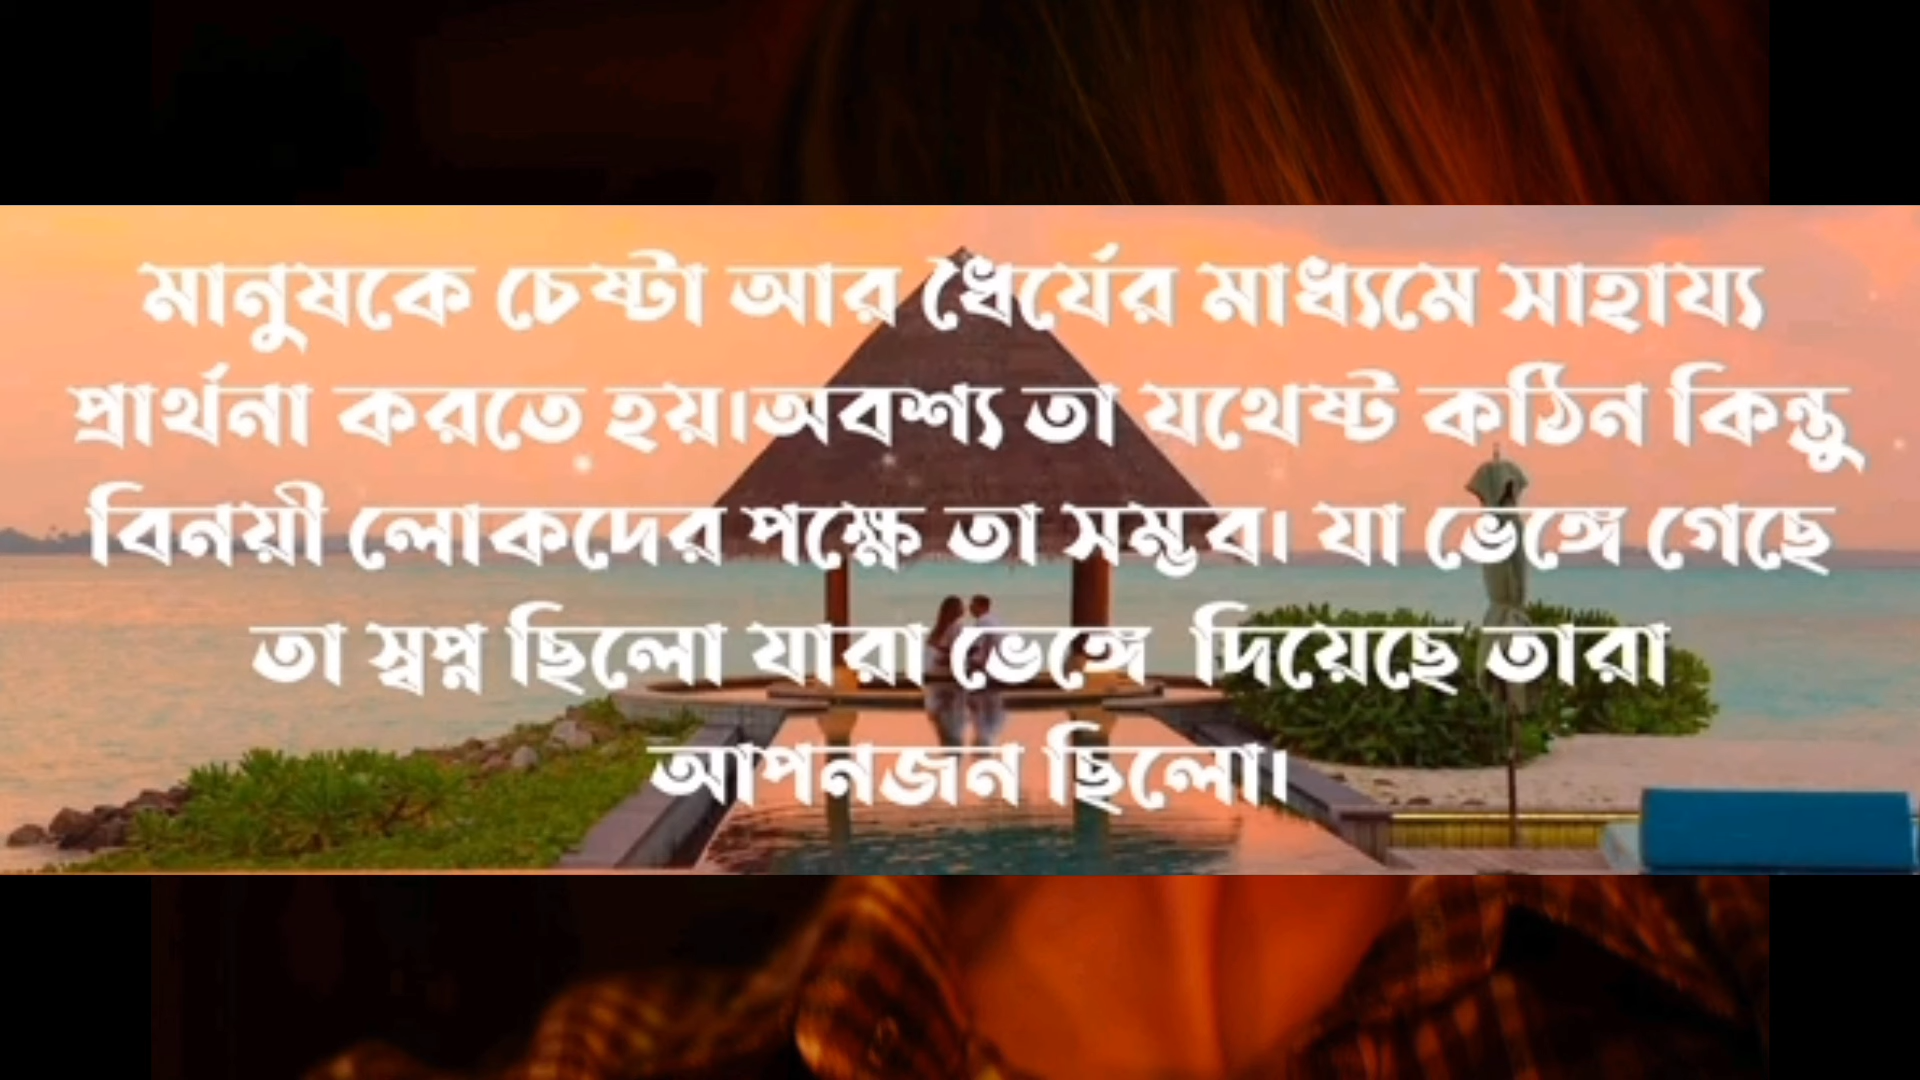 মানুষকে চেষ্টা আর ধৈর্যের মাধ্যমে সাহায্য
প্রার্থনা করতে হয়।অবশ্য তা যথেষ্ট কঠিন কিন্তু
বিনয়ী লোকদের পক্ষে তা সম্ভব। যা ভেঙ্গে গেছে
তা স্বপ্ন ছিলো যারা ভেঙ্গে দিয়েছে তারা
আপনজন ছিলো।